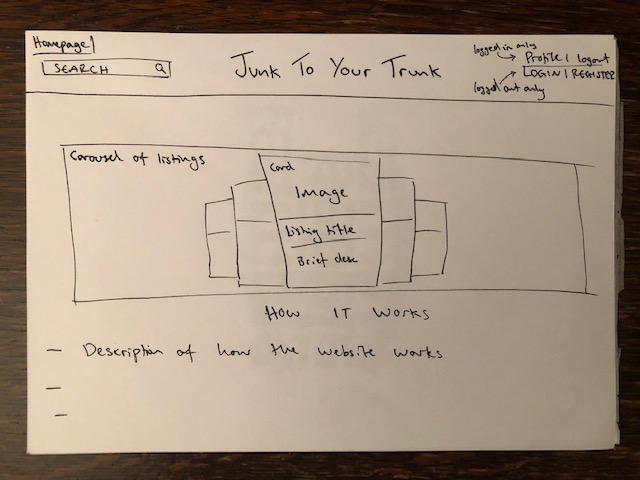 Homepage
SEARCH
Junk To Your Trunk
logged in only
Profile | logout
LOGIN | REGISTER
logged out only
Carousel of listings
Card
Image
Listing title
Brief desc
HOW IT WORKS
— Description of how the website works
—
—